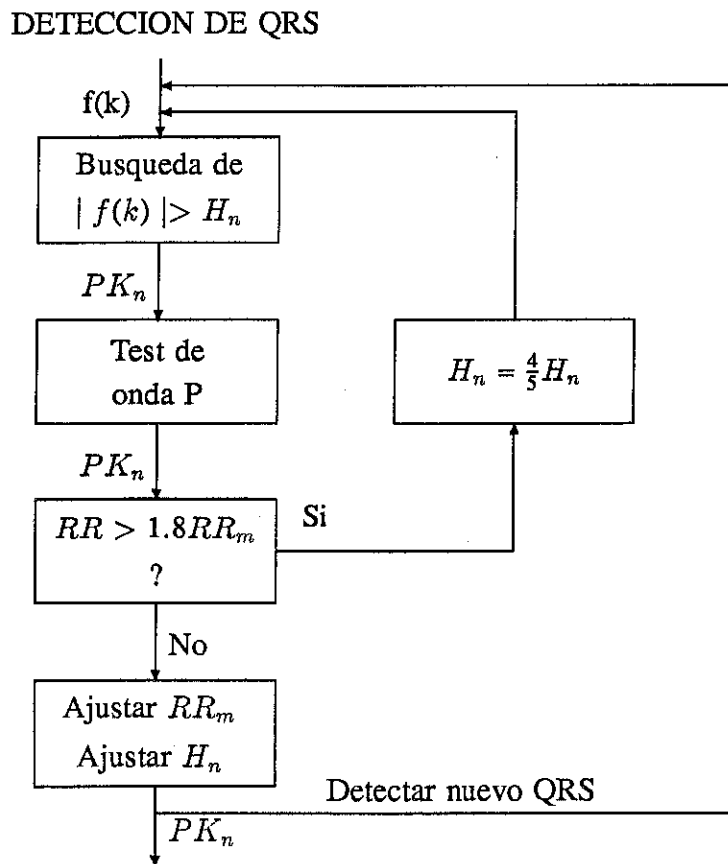 DETECCION DE QRS
f(k)
Busqueda de
| f(k) |> H_n
PK_n
Test de
onda P
H_n = 4/5 H_n
PK_n
RR > 1.8RR_m
?
Si
No
Ajustar RR_m
Ajustar H_n
Detectar nuevo QRS
PK_n